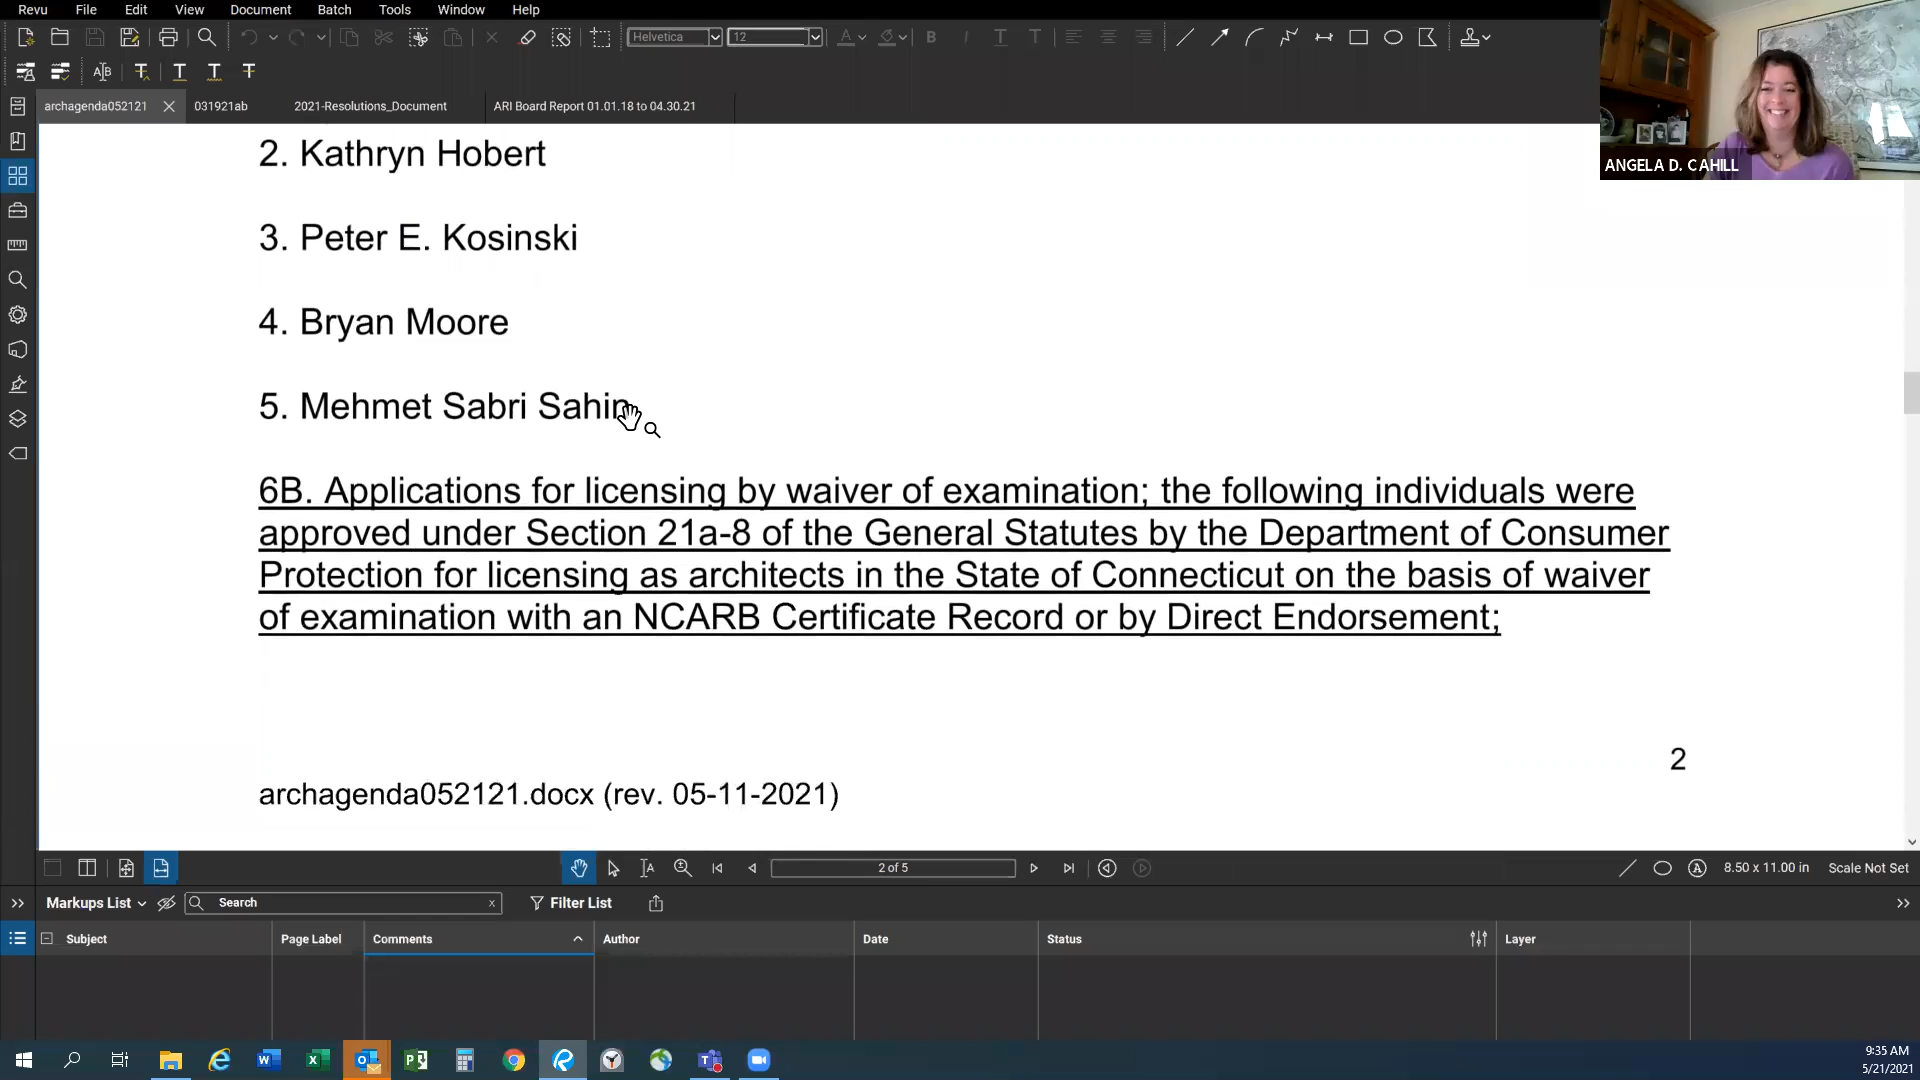 Revu File Edit View Document Batch Tools Window Help
Helvetica 12
archagenda052121 031921ab 2021-Resolutions_Document ARI Board Report 01.01.18 to 04.30.21
ANGELA D. CAHILL
2. Kathryn Hobert
3. Peter E. Kosinski
4. Bryan Moore
5. Mehmet Sabri Sahin
6B. Applications for licensing by waiver of examination; the following individuals were
approved under Section 21a-8 of the General Statutes by the Department of Consumer
Protection for licensing as architects in the State of Connecticut on the basis of waiver
of examination with an NCARB Certificate Record or by Direct Endorsement;
2
archagenda052121.docx (rev. 05-11-2021)
2 of 5 8.50 x 11.00 in Scale Not Set
Markups List Search Filter List
Subject Page Label Comments Author Date Status Layer
9:35 AM
5/21/2021